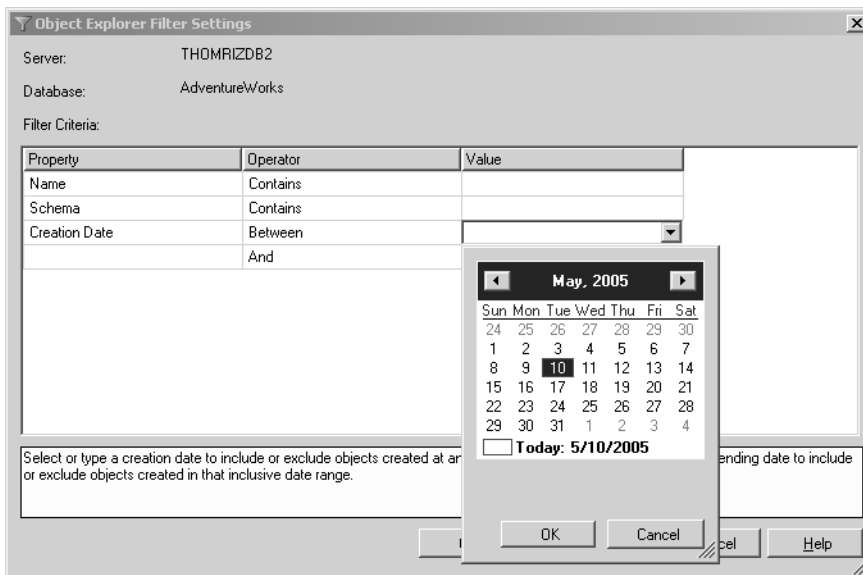 Object Explorer Filter Settings
Server: THOMRIZDB2
Database: AdventureWorks
Filter Criteria:
Property Operator Value
Name Contains
Schema Contains
Creation Date Between
And
May, 2005
Sun Mon Tue Wed Thu Fri Sat
24 25 26 27 28 29 30
1 2 3 4 5 6 7
8 9 10 11 12 13 14
15 16 17 18 19 20 21
22 23 24 25 26 27 28
29 30 31 1 2 3 4
Today: 5/10/2005
Select or type a creation date to include or exclude objects created at ending date to include
or exclude objects created in that inclusive date range.
OK Cancel
Help